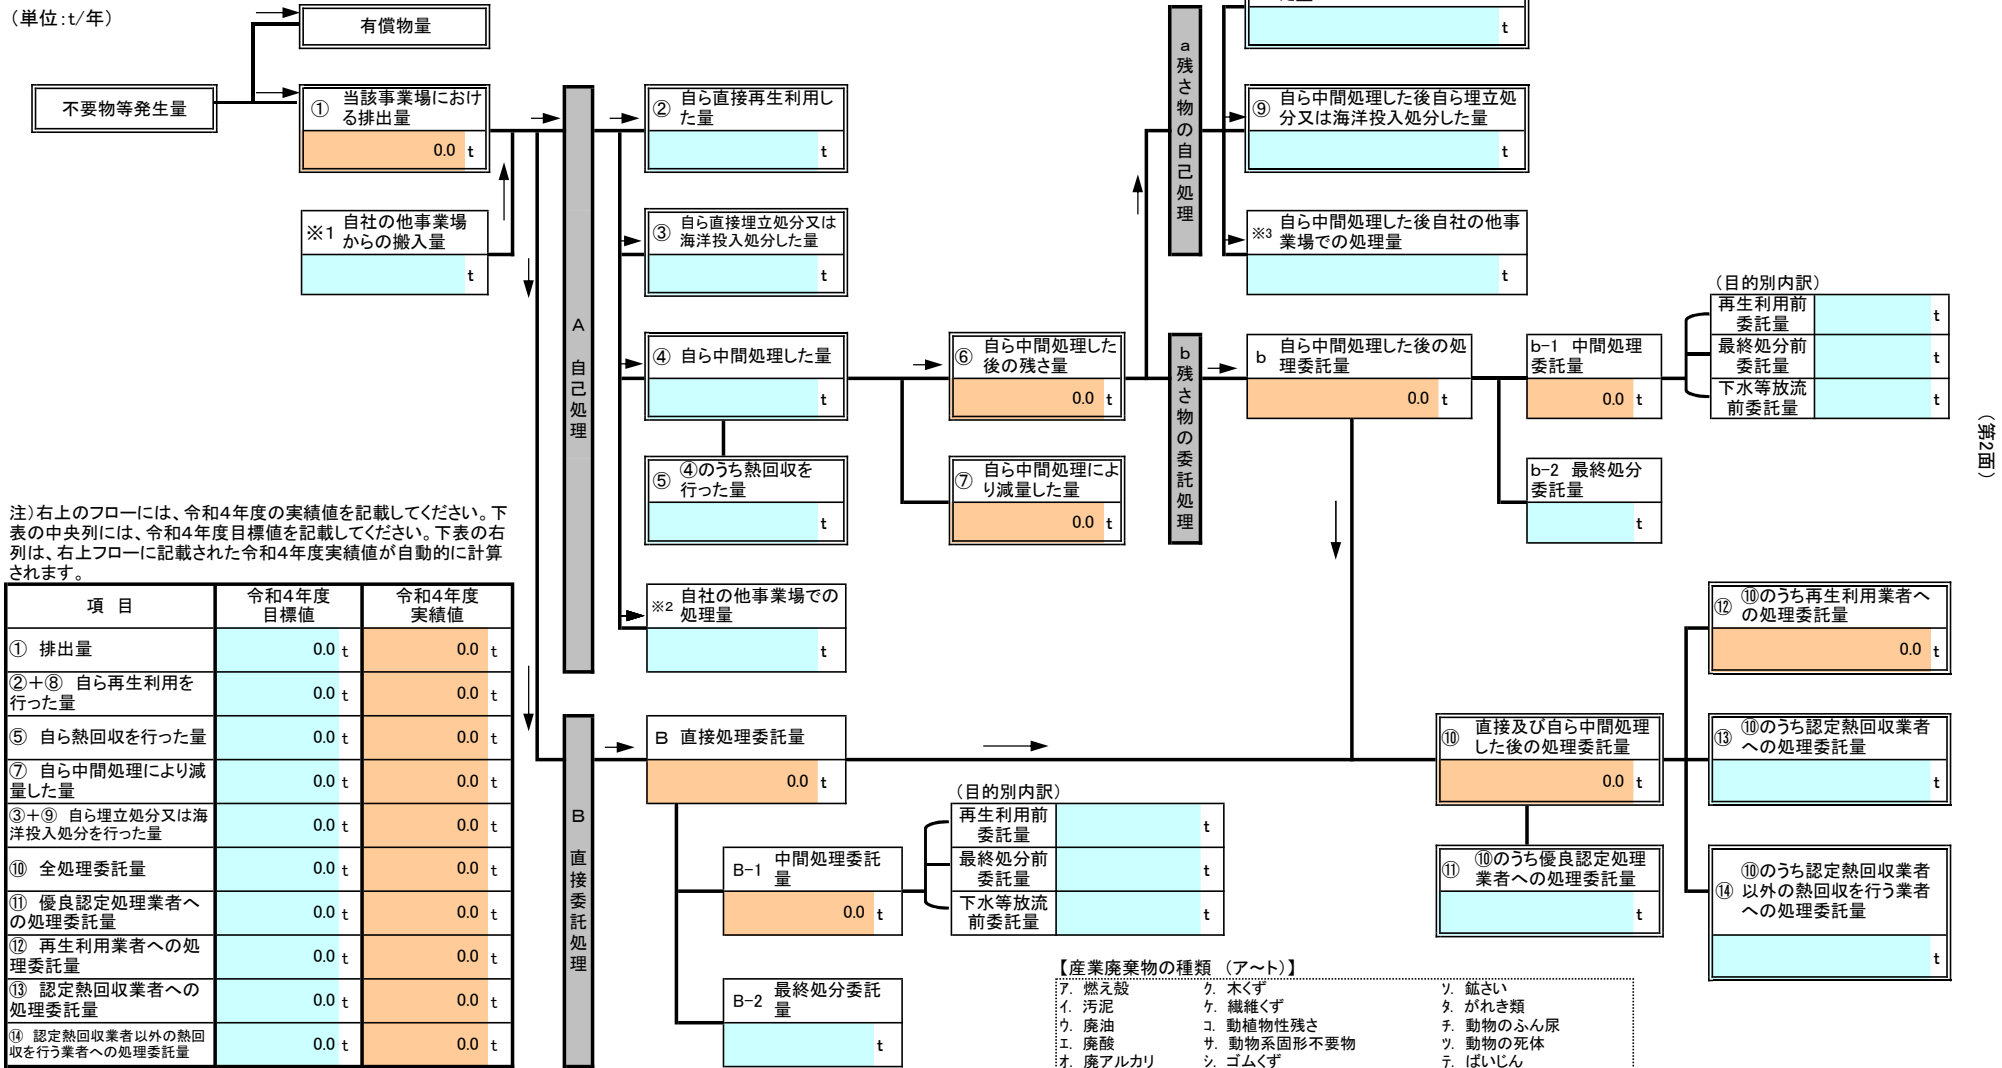 (単位:t/年)
有償物量
不要物等発生量
① 当該事業場におけ
る排出量
0.0 t
※1 自社の他事業場
からの搬入量
t
A 自己処理
② 自ら直接再生利用し
た量
t
③ 自ら直接埋立処分又は
海洋投入処分した量
t
④ 自ら中間処理した量
t
⑤ ④のうち熱回収を
行った量
t
※2 自社の他事業場での
処理量
t
⑥ 自ら中間処理した
後の残さ量
0.0 t
⑦ 自ら中間処理によ
り減量した量
0.0 t
a 残さ物の自己処理
t
⑨ 自ら中間処理した後自ら埋立処
分又は海洋投入処分した量
t
※3 自ら中間処理した後自社の他事
業場での処理量
t
b 残さ物の委託処理
b 自ら中間処理した後の処
理委託量
0.0 t
b-1 中間処理
委託量
0.0 t
b-2 最終処分
委託量
t
(目的別内訳)
再生利用前
委託量 t
最終処分前
委託量 t
下水等放流
前委託量 t
(第2面)
注)右上のフローには、令和4年度の実績値を記載してください。下
表の中央列には、令和4年度目標値を記載してください。下表の右
列は、右上フローに記載された令和4年度実績値が自動的に計算
されます。
項 目 令和4年度 令和4年度
目標値 実績値
① 排出量 0.0 t 0.0 t
②+⑧ 自ら再生利用を
行った量 0.0 t 0.0 t
⑤ 自ら熱回収を行った量 0.0 t 0.0 t
⑦ 自ら中間処理により減
量した量 0.0 t 0.0 t
③+⑨ 自ら埋立処分又は海
洋投入処分を行った量 0.0 t 0.0 t
⑩ 全処理委託量 0.0 t 0.0 t
⑪ 優良認定処理業者へ
の処理委託量 0.0 t 0.0 t
⑫ 再生利用業者への処
理委託量 0.0 t 0.0 t
⑬ 認定熱回収業者への
処理委託量 0.0 t 0.0 t
⑭ 認定熱回収業者以外の熱回
収を行う業者への処理委託量 0.0 t 0.0 t
B 直接委託処理
B 直接処理委託量
0.0 t
B-1 中間処理委託
量
0.0 t
B-2 最終処分委託
量
t
(目的別内訳)
再生利用前
委託量 t
最終処分前
委託量 t
下水等放流
前委託量 t
⑩ 直接及び自ら中間処理
した後の処理委託量
0.0 t
⑪ ⑩のうち優良認定処理
業者への処理委託量
t
⑫ ⑩のうち再生利用業者へ
の処理委託量
0.0 t
⑬ ⑩のうち認定熱回収業者
への処理委託量
t
⑭ ⑩のうち認定熱回収業者
以外の熱回収を行う業者
への処理委託量
t
【産業廃棄物の種類 (ア~ト)】
ア. 燃え殻 ク. 木くず ソ. 鉱さい
イ. 汚泥 ケ. 繊維くず タ. がれき類
ウ. 廃油 コ. 動植物性残さ チ. 動物のふん尿
エ. 廃酸 サ. 動物系固形不要物 ツ. 動物の死体
オ. 廃アルカリ シ. ゴムくず テ. ばいじん